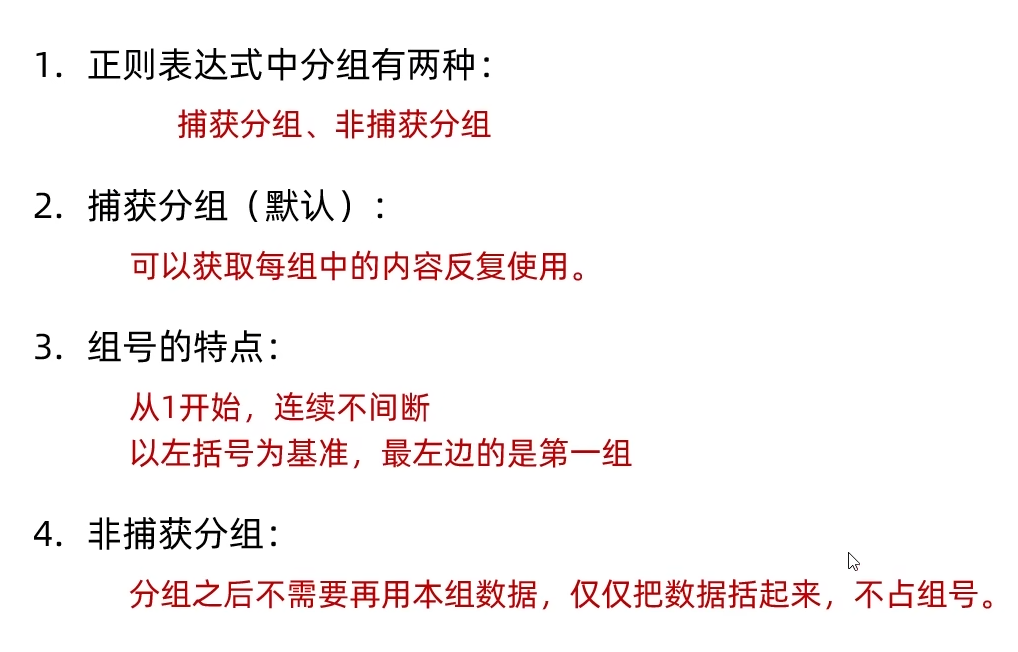 1. 正则表达式中分组有两种：
捕获分组、非捕获分组
2. 捕获分组（默认）：
可以获取每组中的内容反复使用。
3. 组号的特点：
从1开始，连续不间断
以左括号为基准，最左边的是第一组
4. 非捕获分组：
分组之后不需要再用本组数据，仅仅把数据括起来，不占组号。